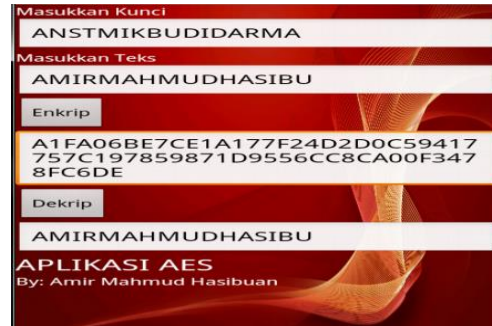 Masukkan Kunci
ANSTMIKBUDIDARMA
Masukkan Teks
AMIRMAHMUDHASIBU
Enkrip
A1FA06BE7CE1A177F24D2D0C59417
757C197859871D9556CC8CA00F347
8FC6DE
Dekrip
AMIRMAHMUDHASIBU
APLIKASI AES
By: Amir Mahmud Hasibuan